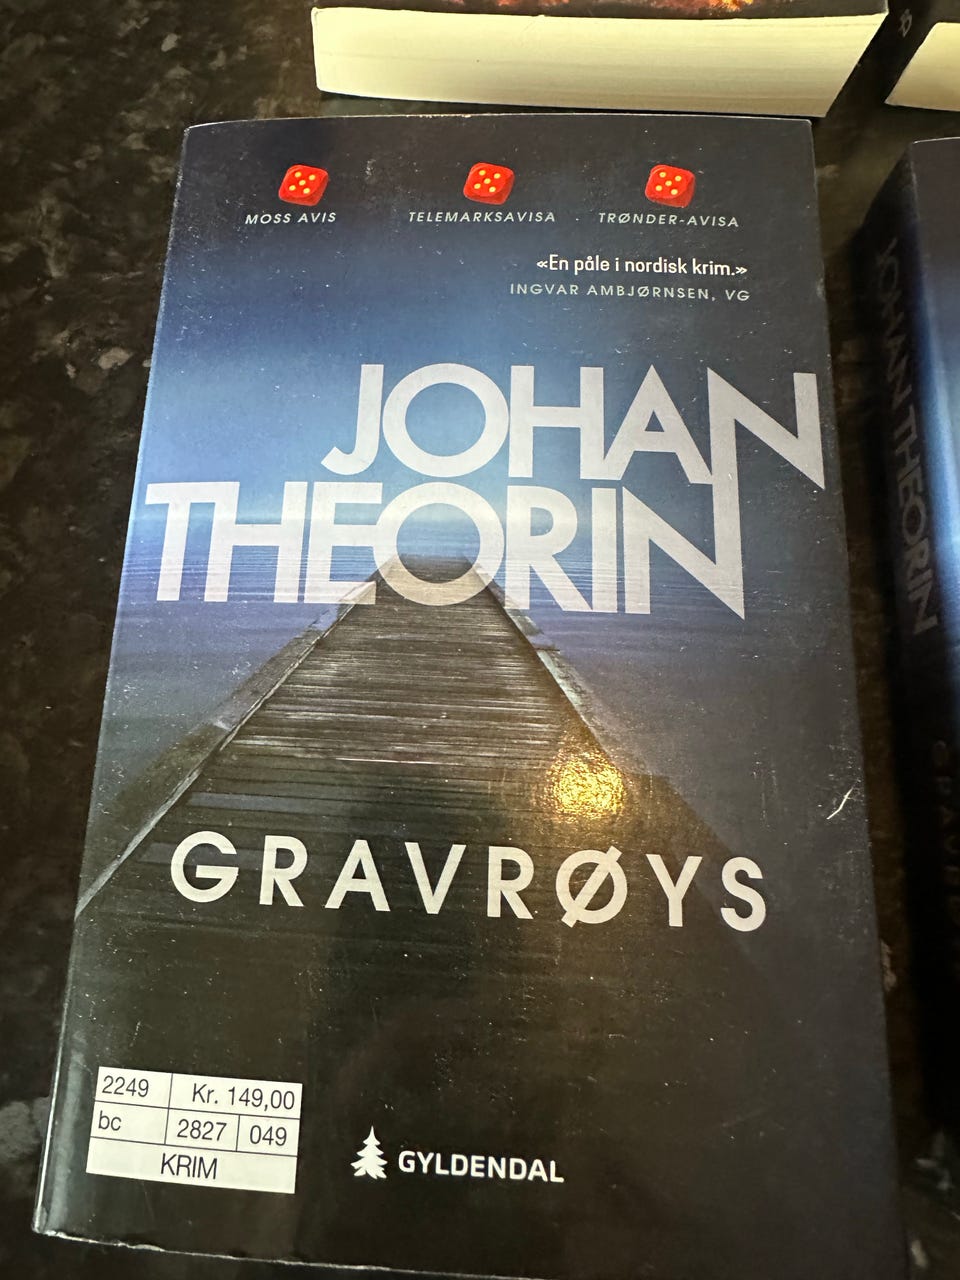 MOSS AVIS
TELEMARKSAVISA
TRØNDER-AVISA
«En påle i nordisk krim.»
INGVAR AMBJØRNSEN, VG
JOHAN
THEORIN
GRAVRØYS
2249 Kr. 149,00
bc 2827 049
KRIM
GYLDENDAL
JOHAN THEORIN